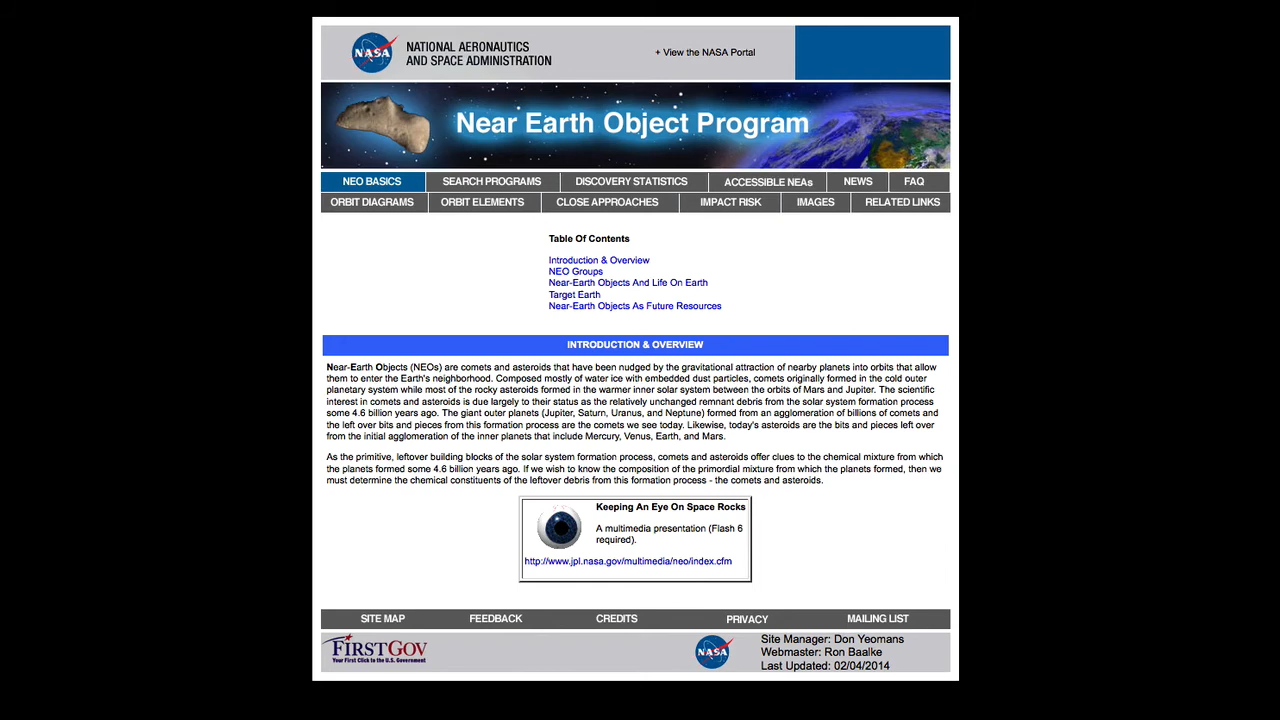 NASA
NATIONAL AERONAUTICS
AND SPACE ADMINISTRATION
+ View the NASA Portal
Near Earth Object Program
NEO BASICS SEARCH PROGRAMS DISCOVERY STATISTICS ACCESSIBLE NEAs NEWS FAQ
ORBIT DIAGRAMS ORBIT ELEMENTS CLOSE APPROACHES IMPACT RISK IMAGES RELATED LINKS
Table Of Contents
Introduction & Overview
NEO Groups
Near-Earth Objects And Life On Earth
Target Earth
Near-Earth Objects As Future Resources
INTRODUCTION & OVERVIEW
Near-Earth Objects (NEOs) are comets and asteroids that have been nudged by the gravitational attraction of nearby planets into orbits that allow
them to enter the Earth's neighborhood. Composed mostly of water ice with embedded dust particles, comets originally formed in the cold outer
planetary system while most of the rocky asteroids formed in the warmer inner solar system between the orbits of Mars and Jupiter. The scientific
interest in comets and asteroids is due largely to their status as the relatively unchanged remnant debris from the solar system formation process
some 4.6 billion years ago. The giant outer planets (Jupiter, Saturn, Uranus, and Neptune) formed from an agglomeration of billions of comets and
the left over bits and pieces from this formation process are the comets we see today. Likewise, today's asteroids are the bits and pieces left over
from the initial agglomeration of the inner planets that include Mercury, Venus, Earth, and Mars.
As the primitive, leftover building blocks of the solar system formation process, comets and asteroids offer clues to the chemical mixture from which
the planets formed some 4.6 billion years ago. If we wish to know the composition of the primordial mixture from which the planets formed, then we
must determine the chemical constituents of the leftover debris from this formation process - the comets and asteroids.
Keeping An Eye On Space Rocks
A multimedia presentation (Flash 6
required).
http://www.jpl.nasa.gov/multimedia/neo/index.cfm
SITE MAP FEEDBACK CREDITS PRIVACY MAILING LIST
FIRSTGOV
Your First Click to the U.S. Government
NASA
Site Manager: Don Yeomans
Webmaster: Ron Baalke
Last Updated: 02/04/2014